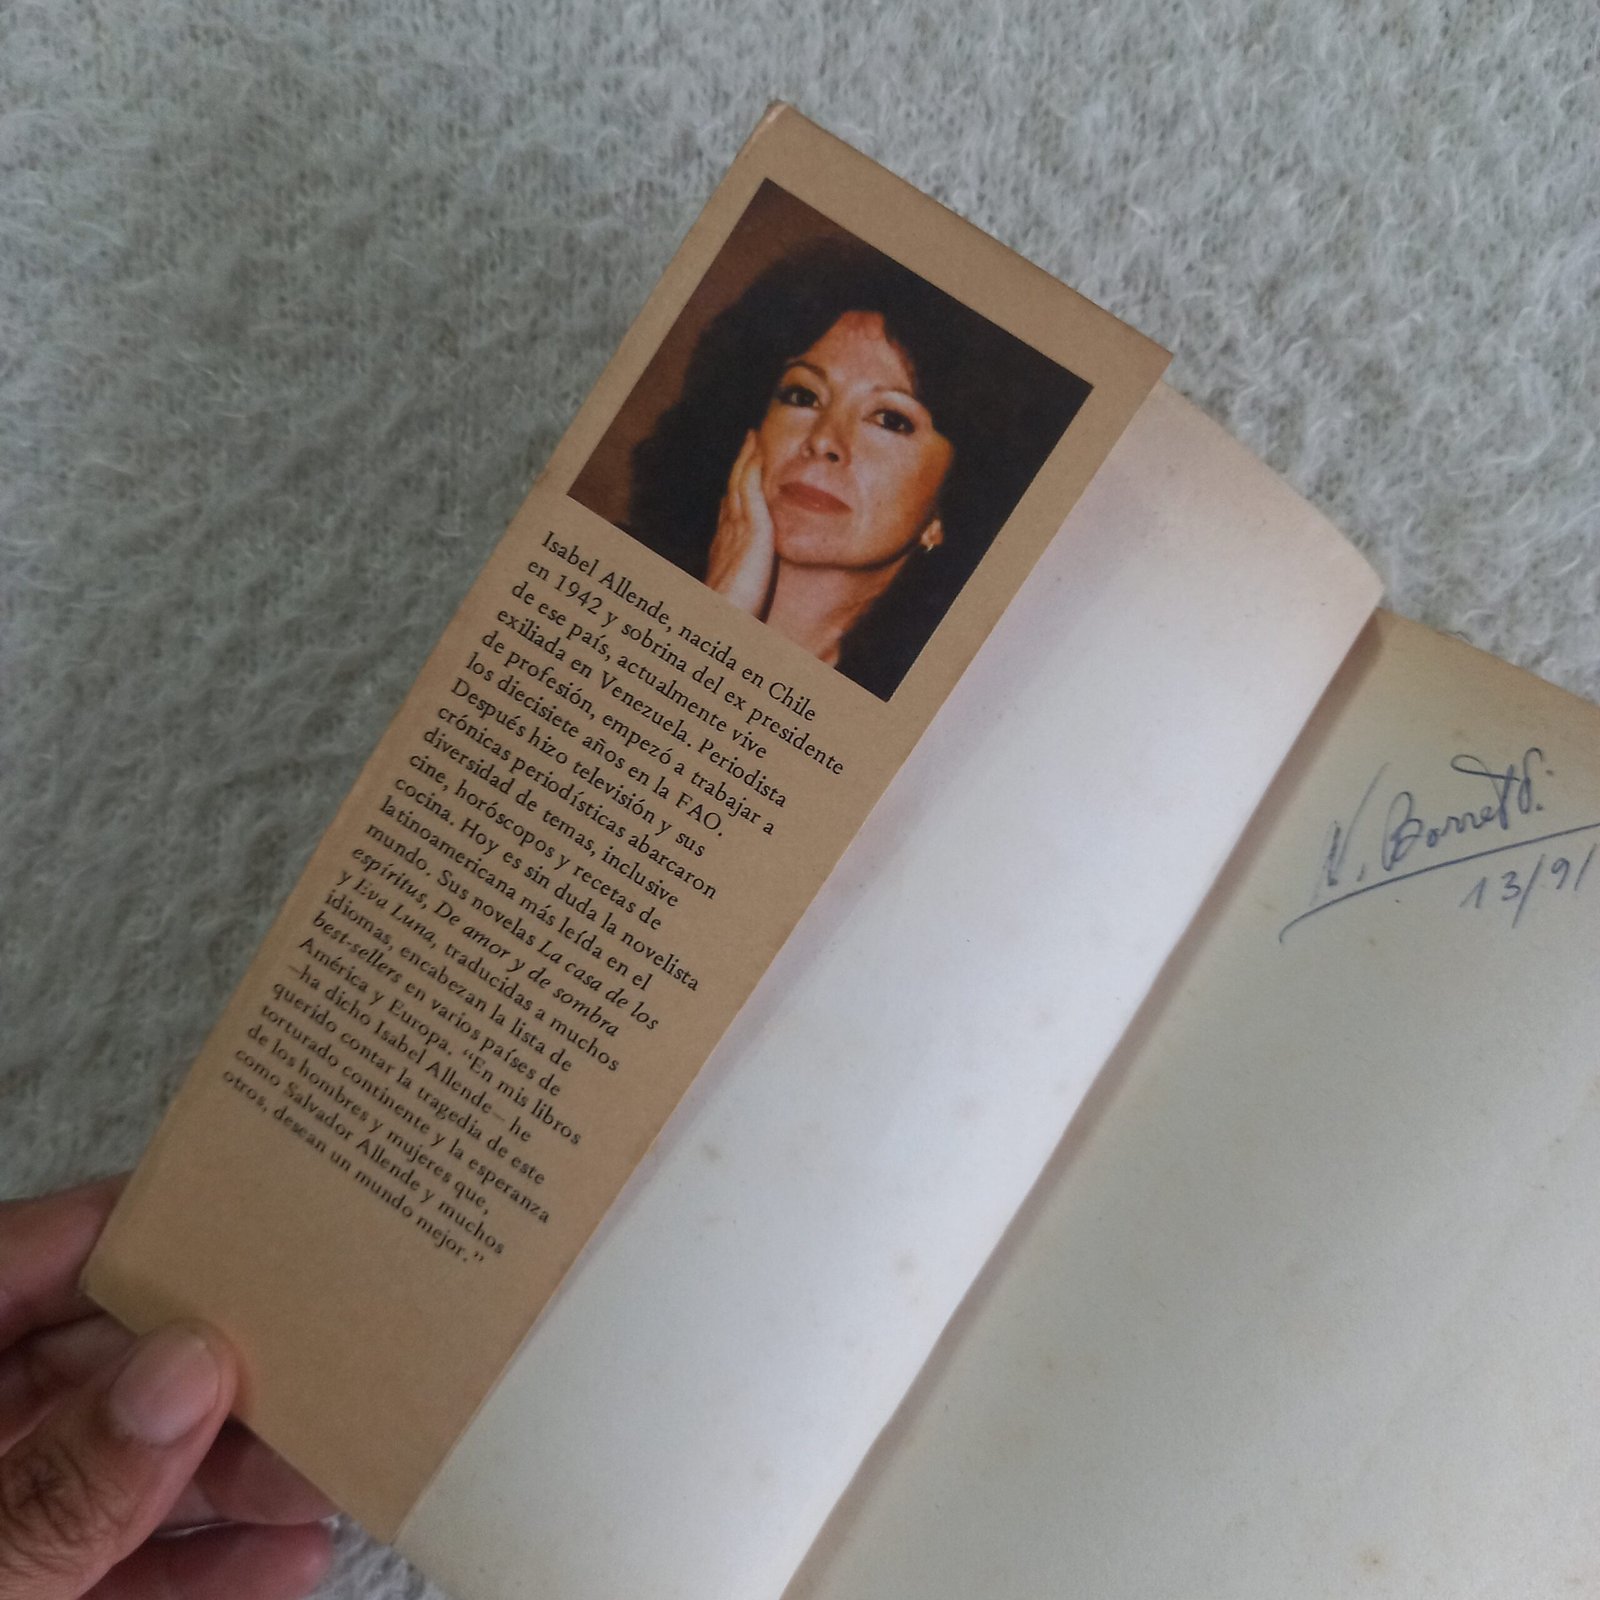 Isabel Allende, nacida en Chile
en 1942 y sobrina del ex presidente
de ese país, actualmente vive
exiliada en Venezuela. Periodista
de profesión, empezó a trabajar a
los diecisiete años en la FAO.
Después hizo televisión y sus
crónicas periodísticas abarcaron
diversidad de temas, inclusive
cine, horóscopos y recetas de
cocina. Hoy es sin duda la novelista
latinoamericana más leída en el
mundo. Sus novelas La casa de los
espíritus, De amor y de sombra
y Eva Luna, traducidas a muchos
idiomas, encabezan la lista de
best-sellers en varios países de
América y Europa. “En mis libros
—ha dicho Isabel Allende— he
querido contar la tragedia de este
torturado continente y la esperanza
de los hombres y mujeres que,
como Salvador Allende y muchos
otros, desean un mundo mejor.”
13/9/